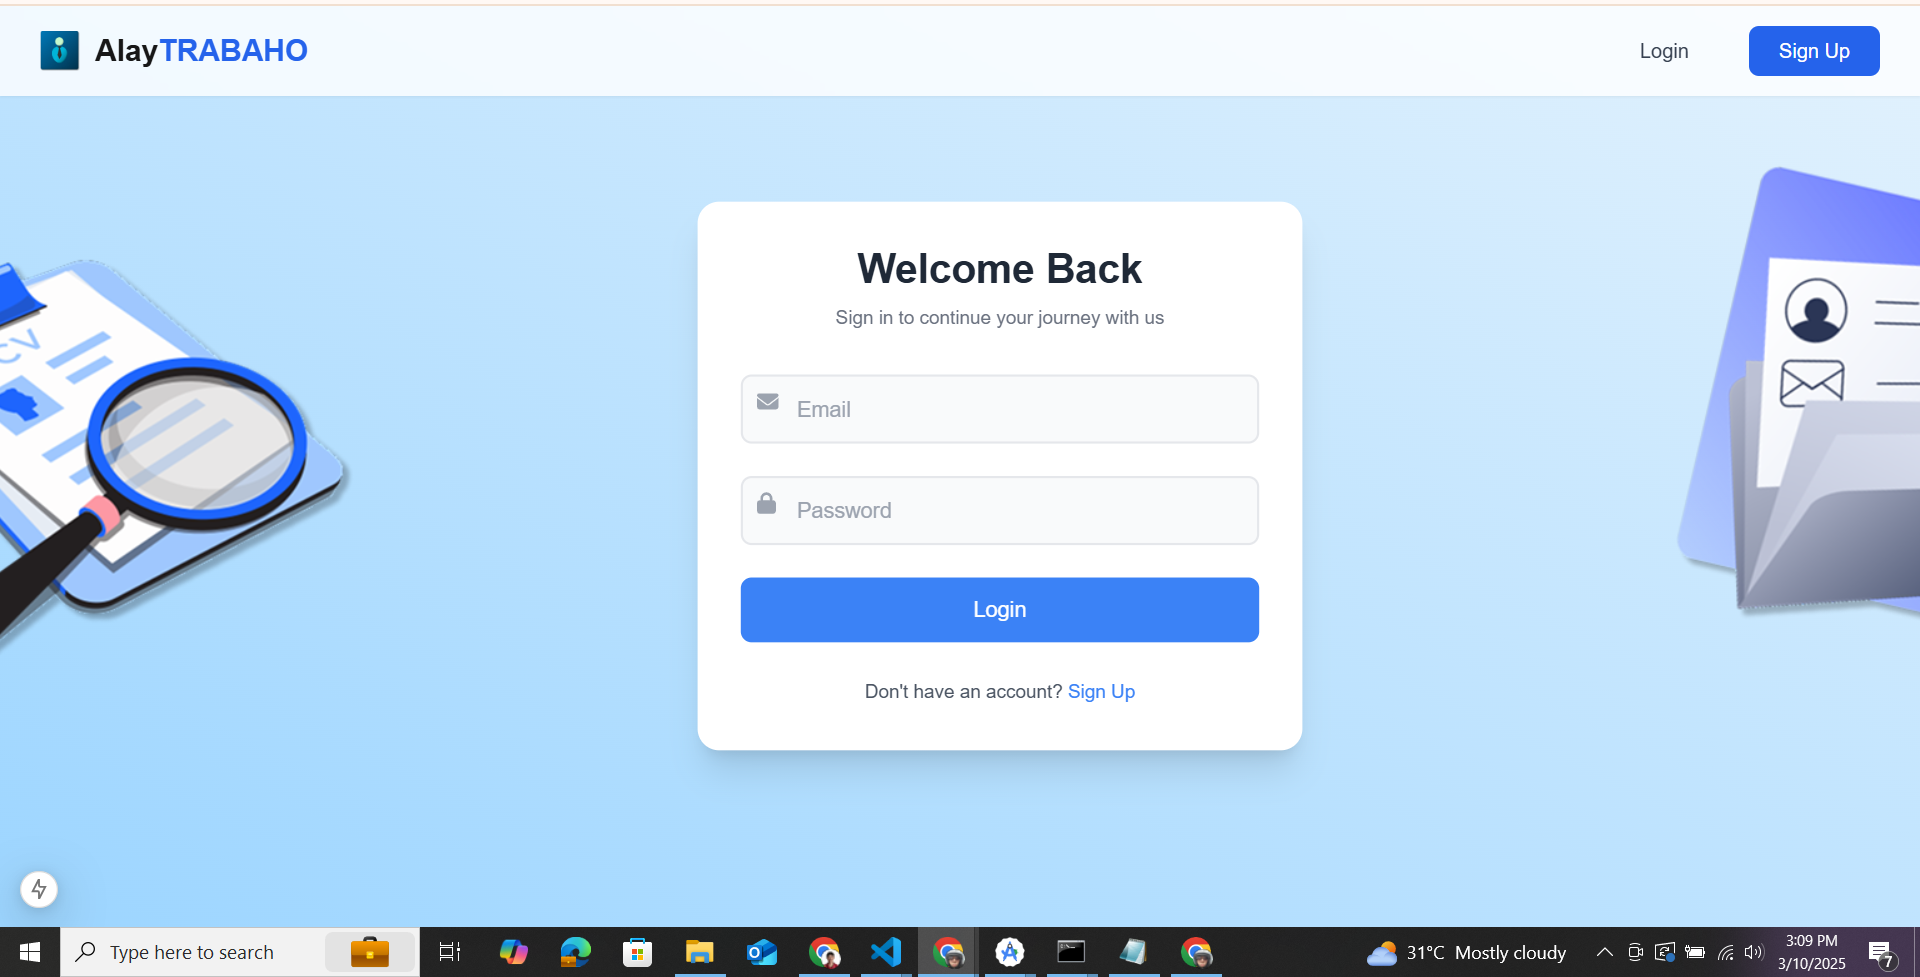 AlayTRABAHO
Login
Sign Up
Welcome Back
Sign in to continue your journey with us
CV
Email
Password
Login
Don't have an account? Sign Up
Type here to search
31°C Mostly cloudy
3:09 PM
3/10/2025
7